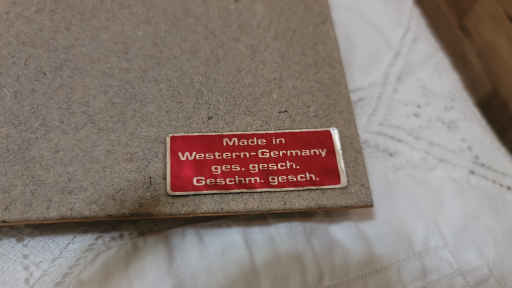 Made in
Western-Germany
ges. gesch.
Geschm. gesch.